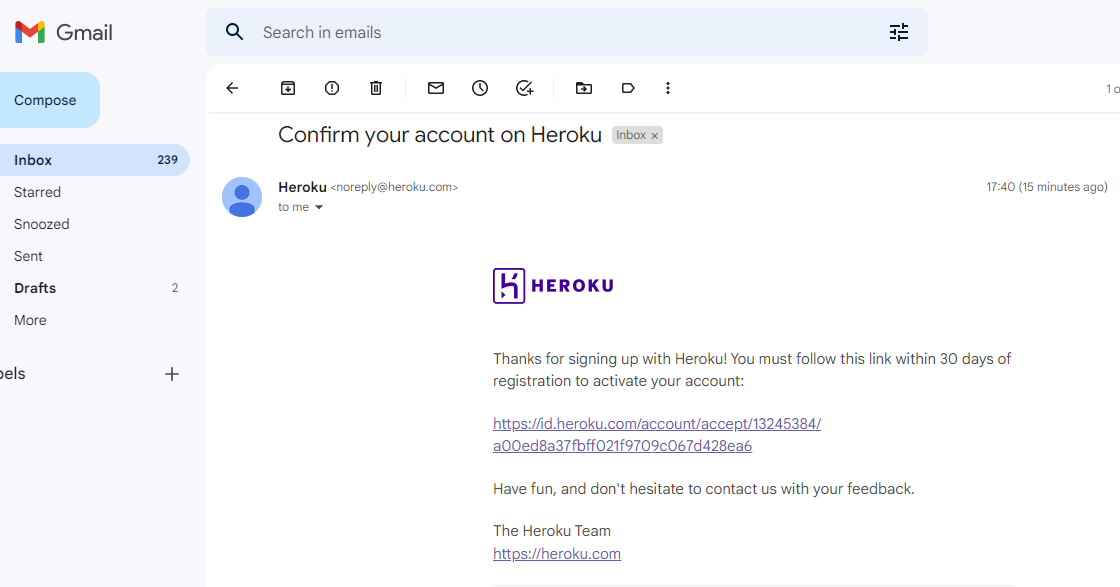 Gmail
Search in emails
Compose
1 o
Confirm your account on Heroku Inbox ×
Inbox 239
Starred
Heroku <noreply@heroku.com> 17:40 (15 minutes ago)
to me
Snoozed
Sent
Drafts 2
More
HEROKU
Thanks for signing up with Heroku! You must follow this link within 30 days of
registration to activate your account:
bels +
https://id.heroku.com/account/accept/13245384/
a00ed8a37fbff021f9709c067d428ea6
Have fun, and don't hesitate to contact us with your feedback.
The Heroku Team
https://heroku.com